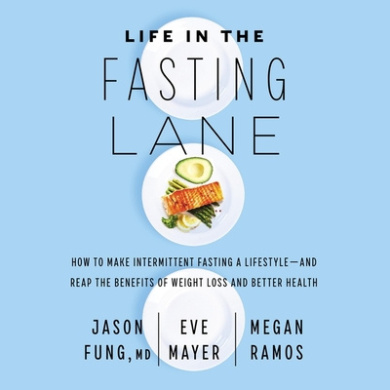 LIFE IN THE
FASTING
LANE
HOW TO MAKE INTERMITTENT FASTING A LIFESTYLE—AND
REAP THE BENEFITS OF WEIGHT LOSS AND BETTER HEALTH
JASON FUNG, MD
EVE MAYER
MEGAN RAMOS